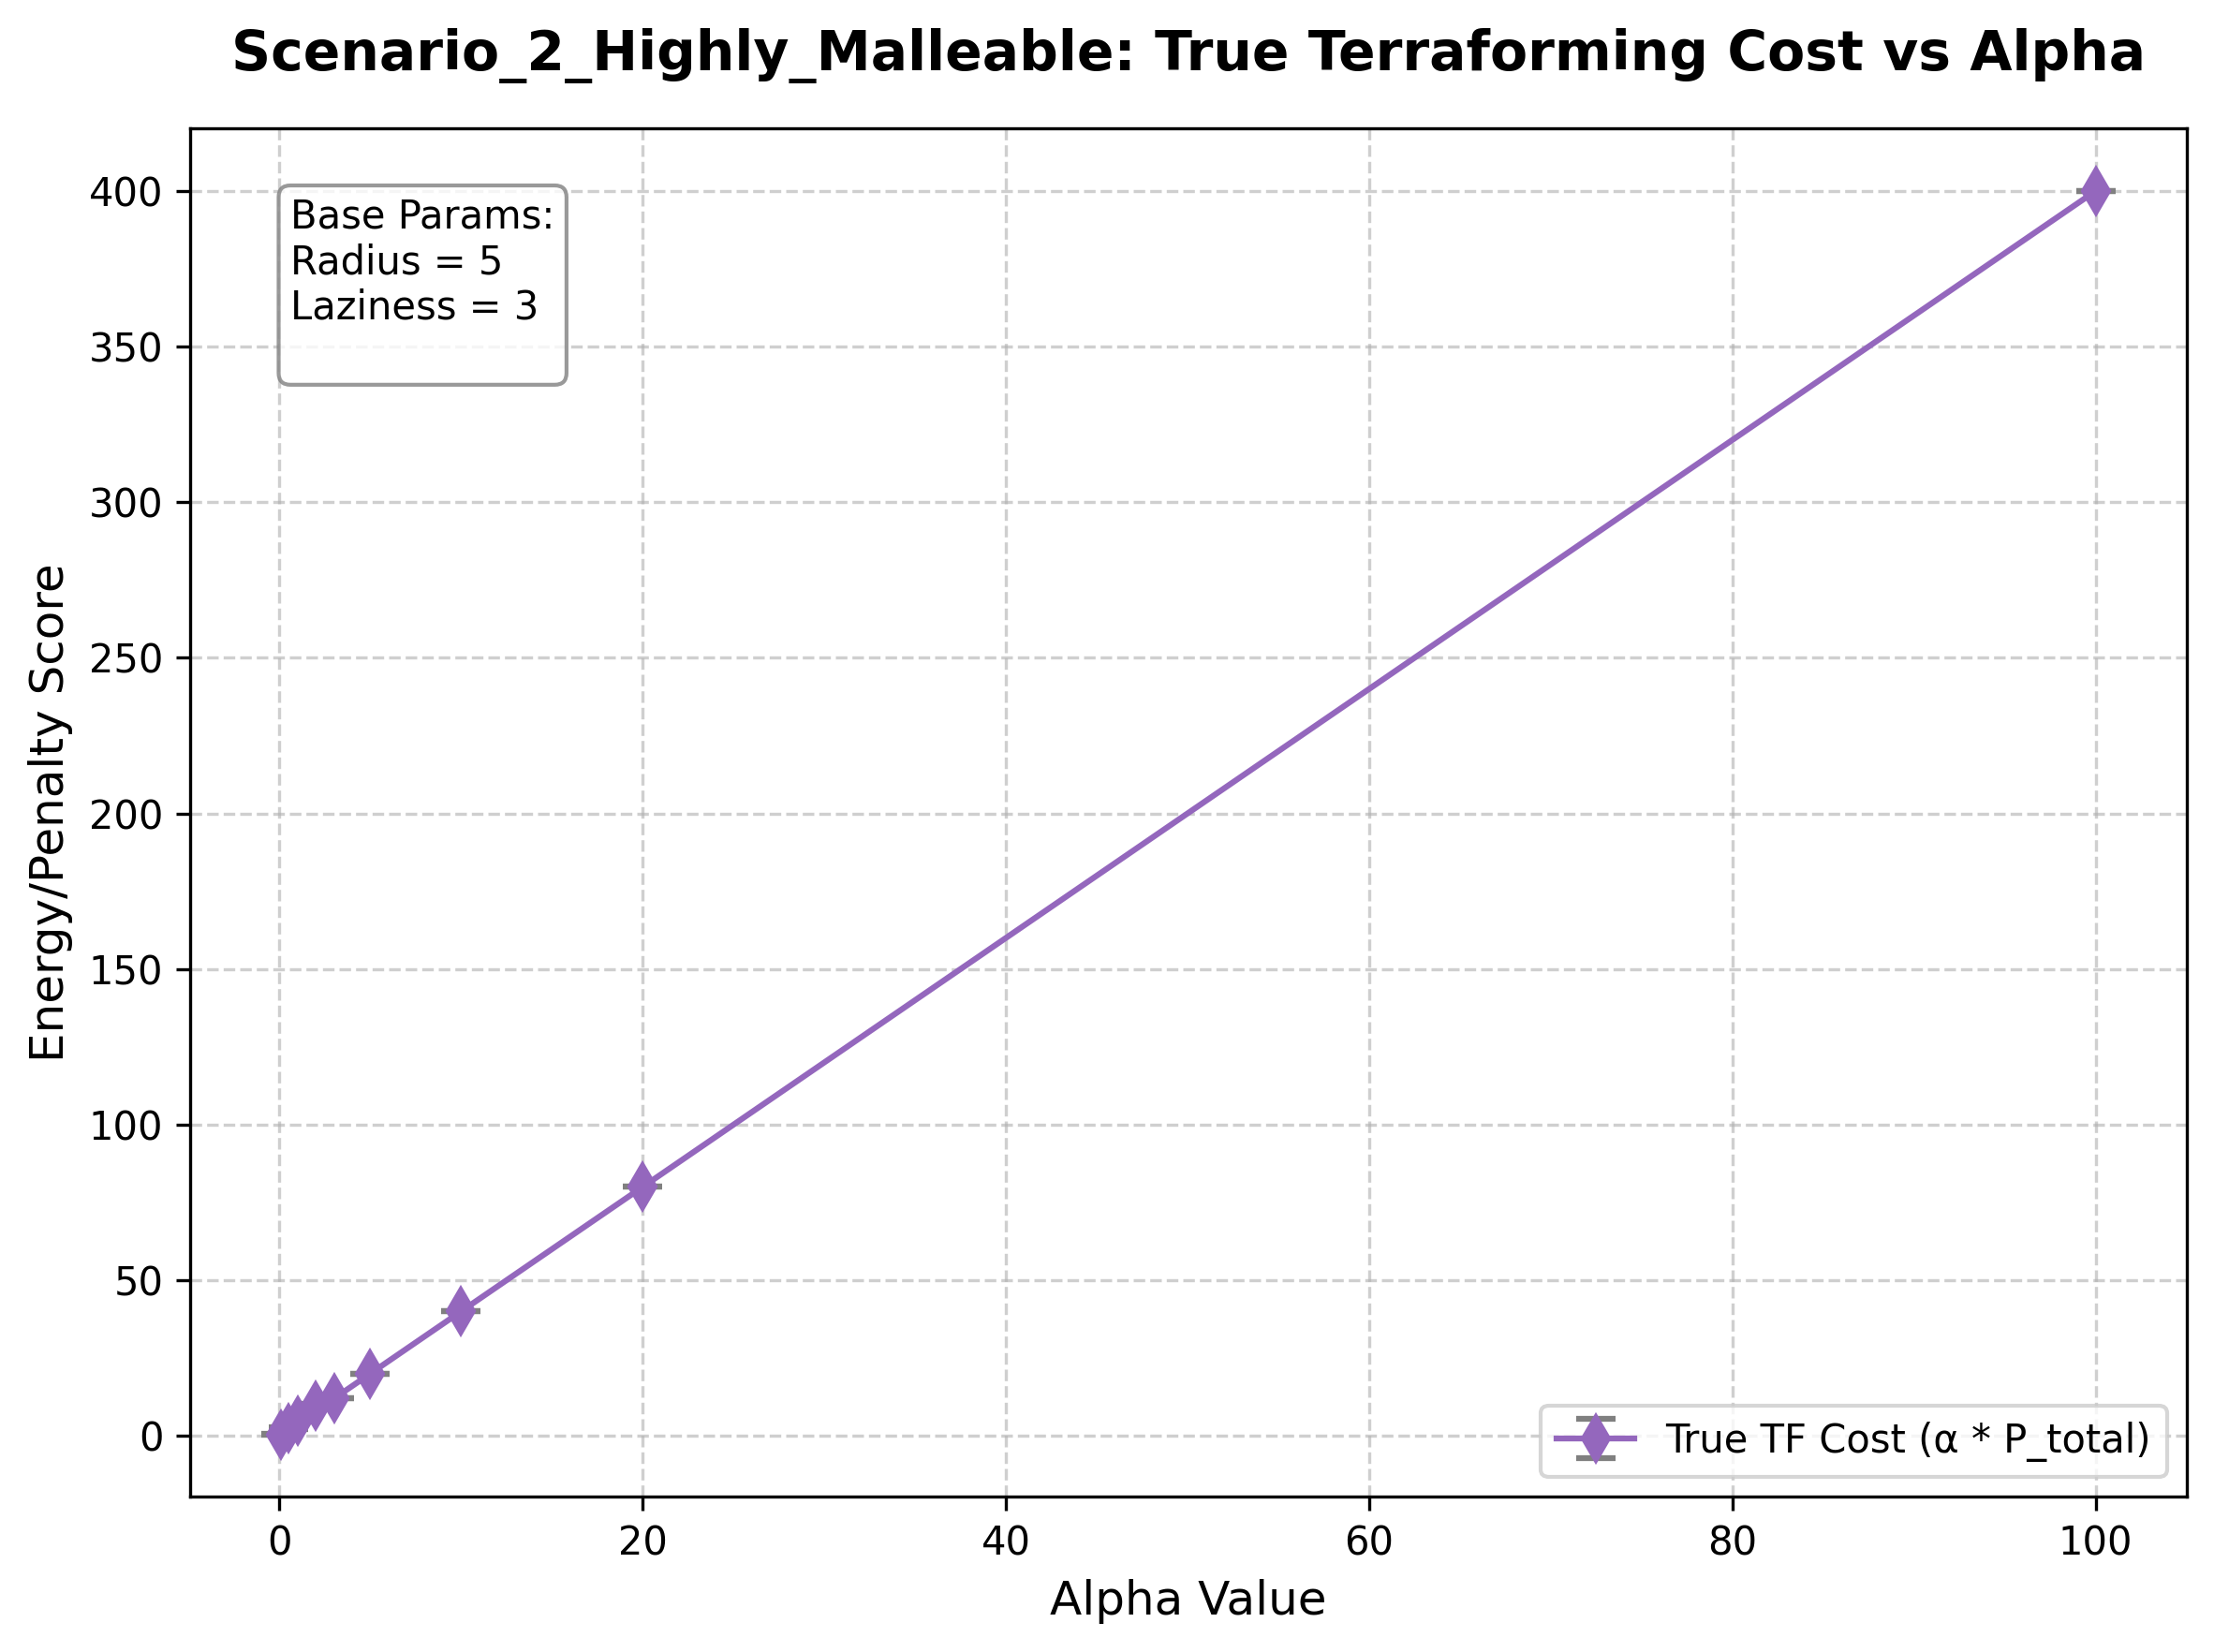 Scenario_2_Highly_Malleable: True Terraforming Cost vs Alpha
Base Params:
Radius = 5
Laziness = 3
Energy/Penalty Score
400
350
300
250
200
150
100
50
0
True TF Cost (α * P_total)
0 20 40 60 80 100
Alpha Value